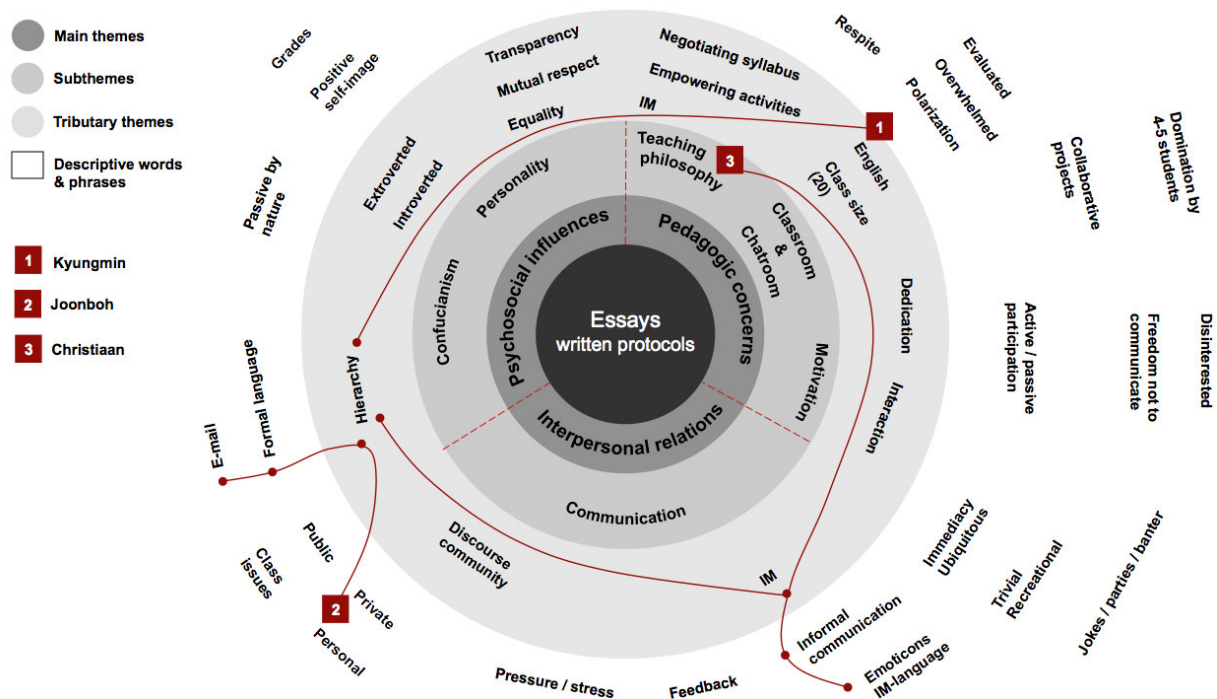 Main themes
Subthemes
Tributary themes
Descriptive words
& phrases
1 Kyungmin
2 Joonboh
3 Christiaan
Essays
written protocols
Psychosocial influences
Pedagogic concerns
Interpersonal relations
Confucianism
Personality
Teaching
philosophy
3
Classroom
&
Chatroom
Motivation
Communication
Hierarchy
Introverted
Extroverted
Equality
Mutual respect
Transparency
IM
Empowering activities
Negotiating syllabus
1
English
Class size
(20)
Dedication
Interaction
IM
Discourse
community
Grades
Positive
self-image
Passive by
nature
Formal language
E-mail
Public
Class
issues
2
Private
Personal
Pressure / stress
Feedback
Informal
communication
Emoticons
IM-language
Immediacy
Ubiquitous
Trivial
Recreational
Jokes / parties / banter
Active / passive
participation
Freedom not to
communicate
Disinterested
Collaborative
projects
Domination by
4-5 students
Respite
Evaluated
Overwhelmed
Polarization